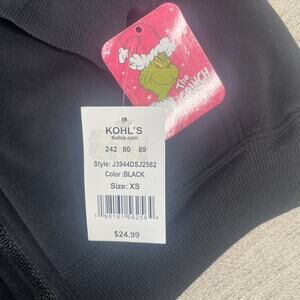 The
GRINCH
KOHL'S
Kohls.com
242 80 89
Style: J3944DSJ2582
Color:BLACK
Size: XS
$24.99